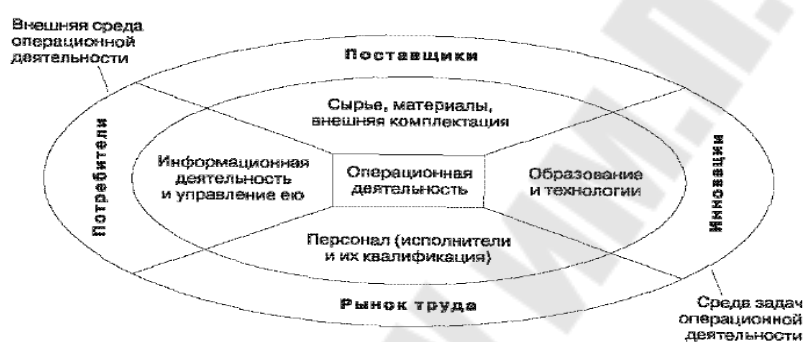 Внешняя среда
операционной
деятельности
Поставщики
Сырье, материалы,
внешняя комплектация
Потребители
Информационная
деятельность
и управление ею
Операционная
деятельность
Образование
и технологии
Инновации
Персонал (исполнители
и их квалификация)
Рынок труда
Среда задач
операционной
деятельности